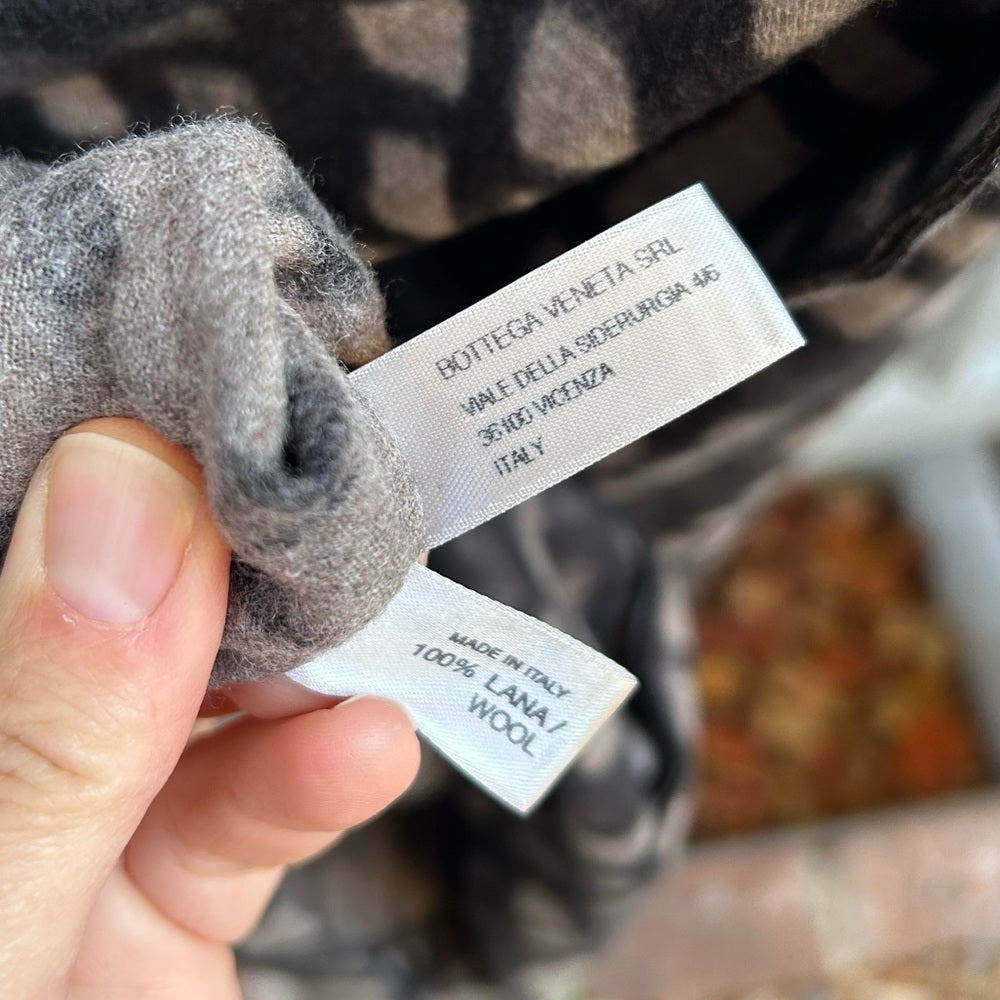 BOTTEGA VENETA SRL
VIALE DELLA SIDERURGIA 4/6
36100 VICENZA
ITALY
MADE IN ITALY
100% LANA /
WOOL